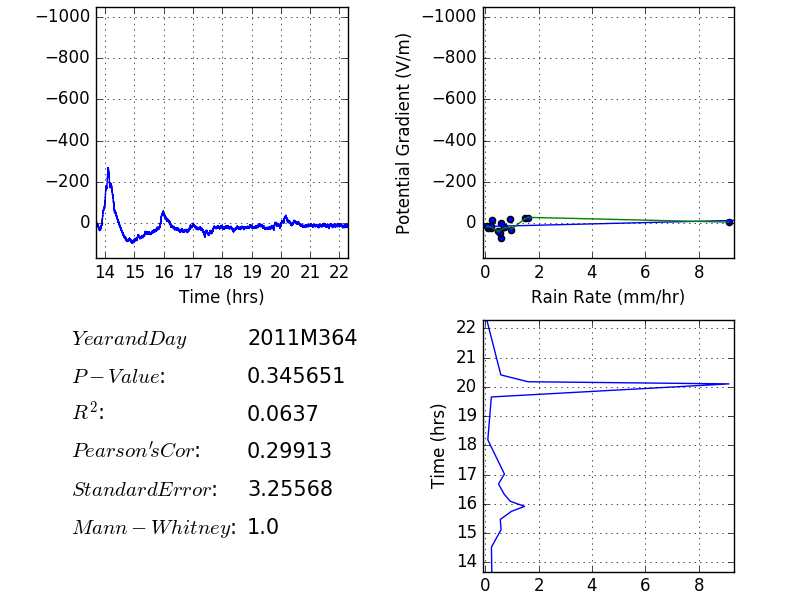 −1000
−800
−600
−400
−200
0
14 15 16 17 18 19 20 21 22
Time (hrs)
Potential Gradient (V/m)
−1000
−800
−600
−400
−200
0
0 2 4 6 8
Rain Rate (mm/hr)
YearandDay 2011M364
P−Value: 0.345651
R²: 0.0637
Pearson'sCor: 0.29913
StandardError: 3.25568
Mann−Whitney: 1.0
Time (hrs)
22
21
20
19
18
17
16
15
14
0 2 4 6 8